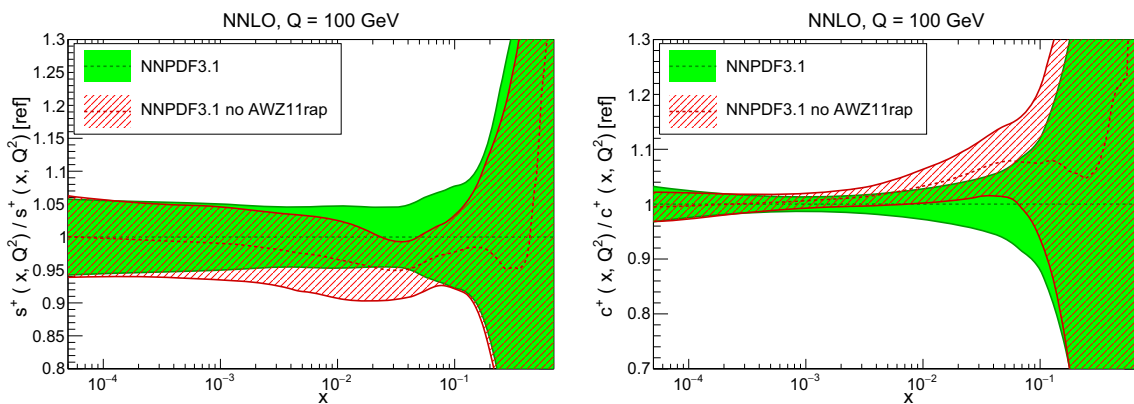 NNLO, Q = 100 GeV
s⁺ ( x, Q²) / s⁺ ( x, Q²) [ref]
1.3
1.25
1.2
1.15
1.1
1.05
1
0.95
0.9
0.85
0.8
NNPDF3.1
NNPDF3.1 no AWZ11rap
10⁻⁴ 10⁻³ 10⁻² 10⁻¹
x
NNLO, Q = 100 GeV
c⁺ ( x, Q²) / c⁺ ( x, Q²) [ref]
1.3
1.2
1.1
1
0.9
0.8
0.7
NNPDF3.1
NNPDF3.1 no AWZ11rap
10⁻⁴ 10⁻³ 10⁻² 10⁻¹
x